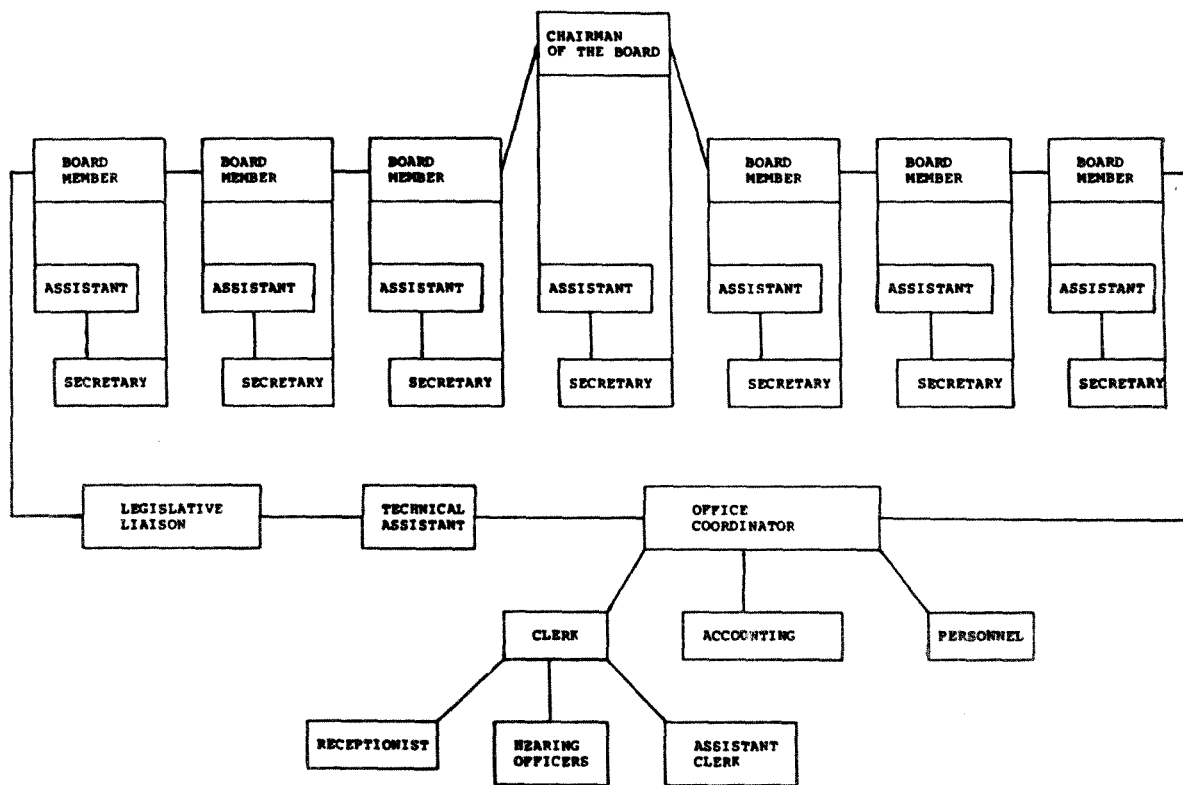 CHAIRMAN
OF THE BOARD
BOARD
MEMBER
BOARD
MEMBER
BOARD
MEMBER
BOARD
MEMBER
BOARD
MEMBER
BOARD
MEMBER
ASSISTANT
ASSISTANT
ASSISTANT
ASSISTANT
ASSISTANT
ASSISTANT
ASSISTANT
SECRETARY
SECRETARY
SECRETARY
SECRETARY
SECRETARY
SECRETARY
SECRETARY
LEGISLATIVE
LIAISON
TECHNICAL
ASSISTANT
OFFICE
COORDINATOR
CLERK
ACCOUNTING
PERSONNEL
RECEPTIONIST
HEARING
OFFICERS
ASSISTANT
CLERK